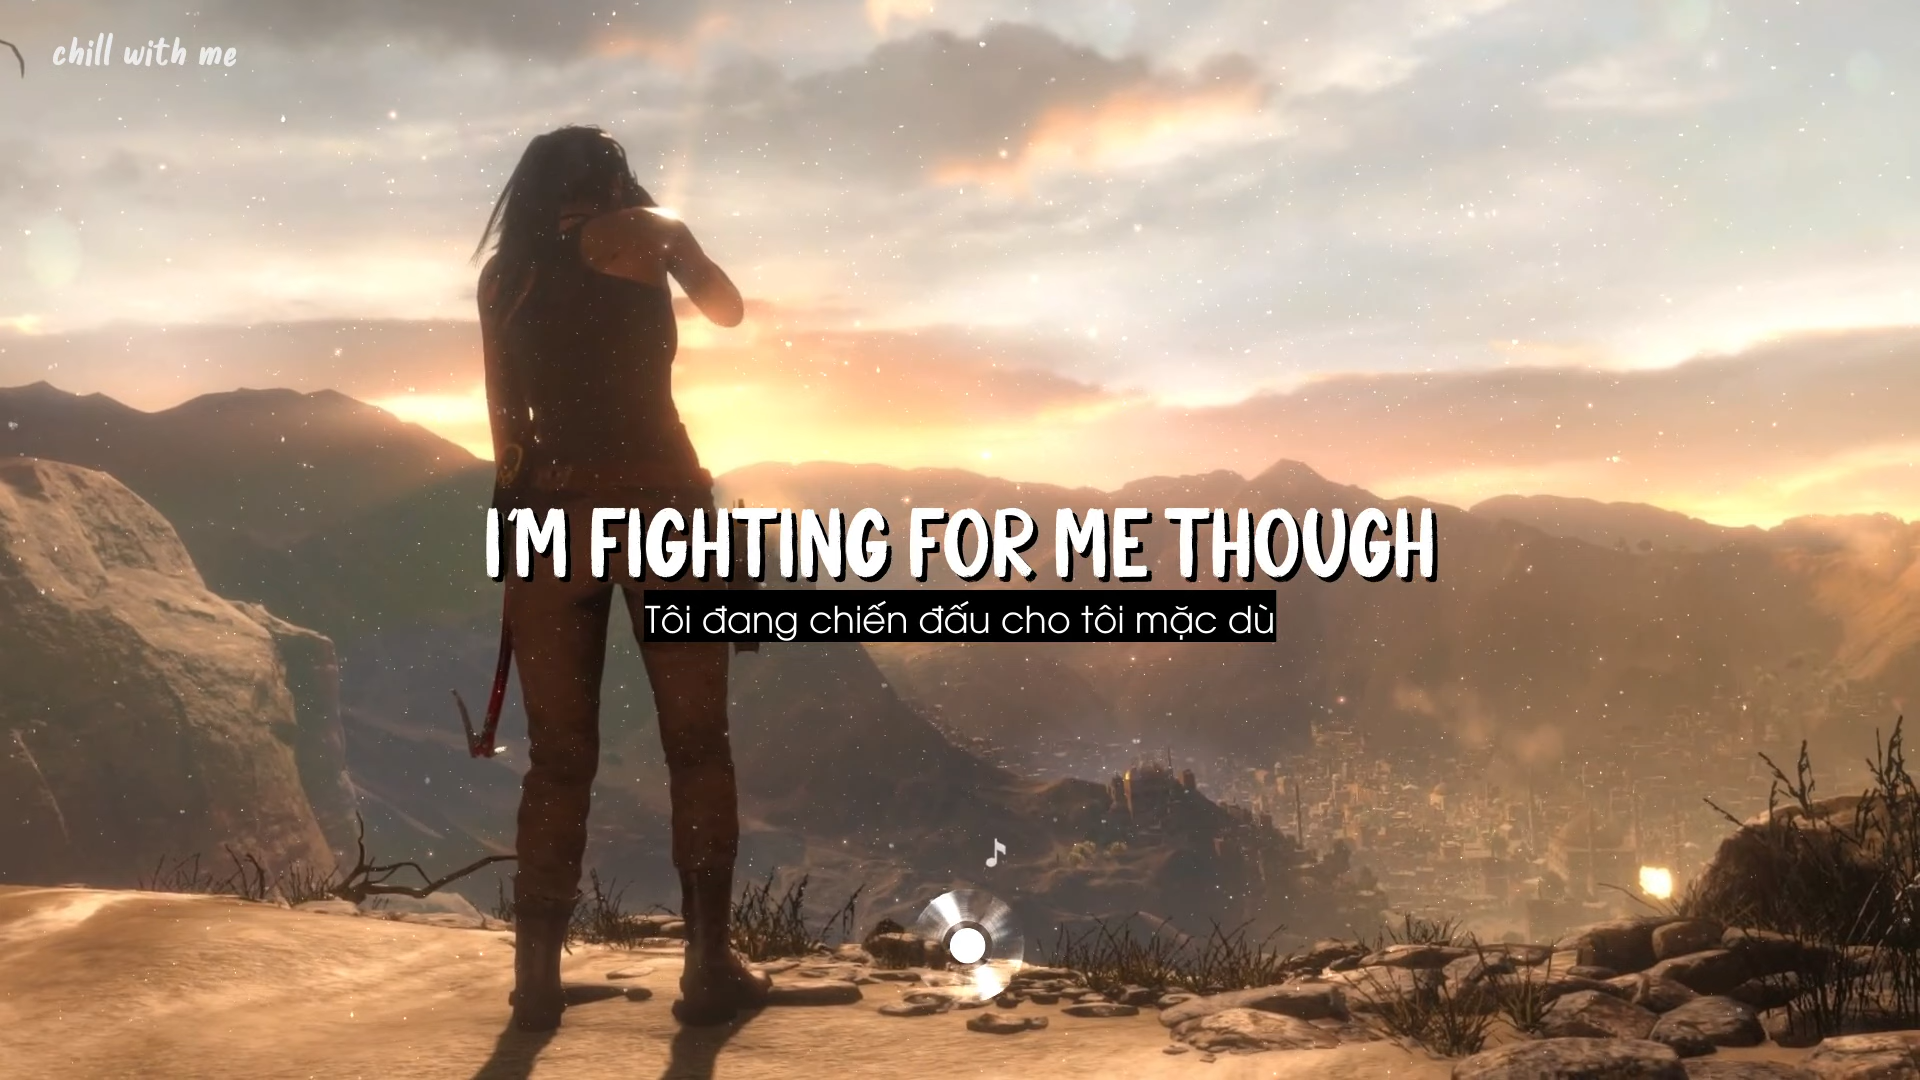 chill with me
I'M FIGHTING FOR ME THOUGH
Tôi đang chiến đấu cho tôi mặc dù